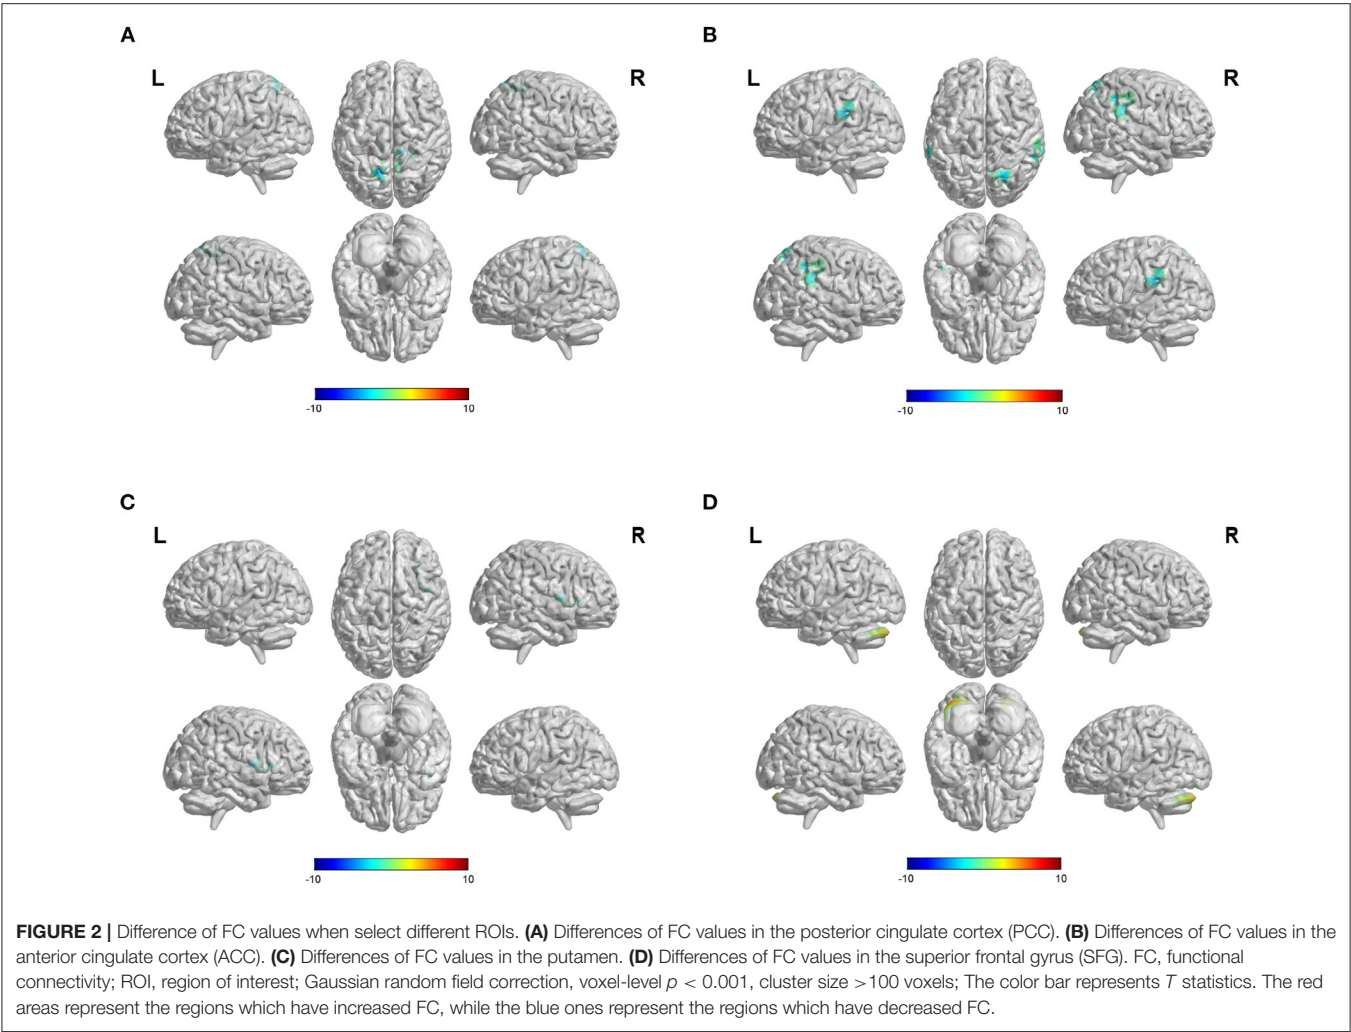 A
B
L
R
L
R
-10
10
-10
10
C
D
L
R
L
R
-10
10
-10
10
FIGURE 2 | Difference of FC values when select different ROIs. (A) Differences of FC values in the posterior cingulate cortex (PCC). (B) Differences of FC values in the
anterior cingulate cortex (ACC). (C) Differences of FC values in the putamen. (D) Differences of FC values in the superior frontal gyrus (SFG). FC, functional
connectivity; ROI, region of interest; Gaussian random field correction, voxel-level p < 0.001, cluster size >100 voxels; The color bar represents T statistics. The red
areas represent the regions which have increased FC, while the blue ones represent the regions which have decreased FC.